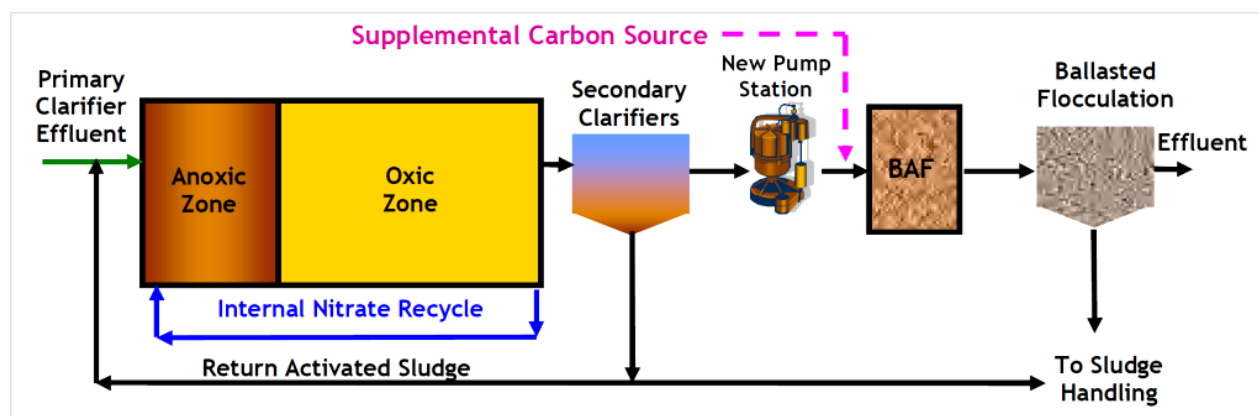 Supplemental Carbon Source
Primary
Clarifier
Effluent
New Pump
Station
Secondary
Clarifiers
Ballasted
Flocculation
Effluent
Anoxic
Zone
Oxic
Zone
BAF
Internal Nitrate Recycle
Return Activated Sludge
To Sludge
Handling